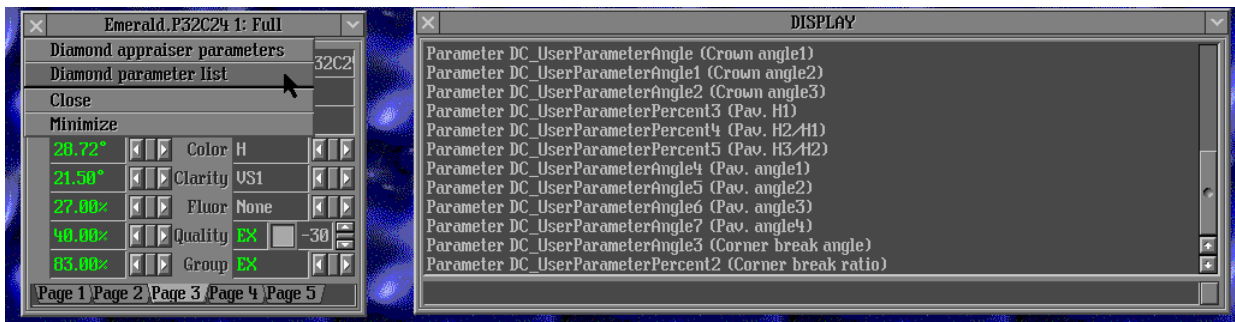 Emerald.P32C24 1: Full
Diamond appraiser parameters
Diamond parameter list
32C2
Close
Minimize
28.72° Color H
21.50° Clarity VS1
27.00% Fluor None
40.00% Quality EX -30
83.00% Group EX
Page 1 Page 2 Page 3 Page 4 Page 5
DISPLAY
Parameter DC_UserParameterAngle (Crown angle1)
Parameter DC_UserParameterAngle1 (Crown angle2)
Parameter DC_UserParameterAngle2 (Crown angle3)
Parameter DC_UserParameterPercent3 (Pav. H1)
Parameter DC_UserParameterPercent4 (Pav. H2/H1)
Parameter DC_UserParameterPercent5 (Pav. H3/H2)
Parameter DC_UserParameterAngle4 (Pav. angle1)
Parameter DC_UserParameterAngle5 (Pav. angle2)
Parameter DC_UserParameterAngle6 (Pav. angle3)
Parameter DC_UserParameterAngle7 (Pav. angle4)
Parameter DC_UserParameterAngle3 (Corner break angle)
Parameter DC_UserParameterPercent2 (Corner break ratio)